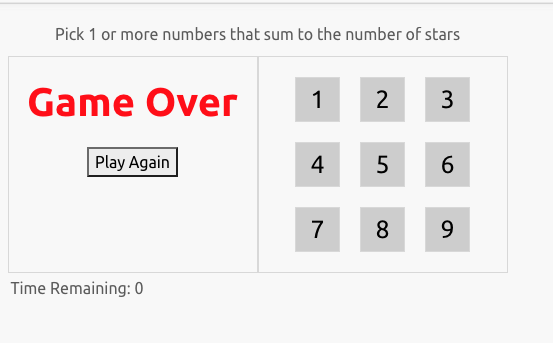 Pick 1 or more numbers that sum to the number of stars
Game Over
Play Again
1 2 3
4 5 6
7 8 9
Time Remaining: 0